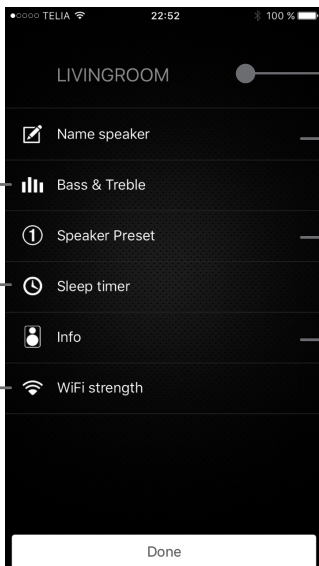 TELIA 22:52 100 %
LIVINGROOM
Name speaker
Bass & Treble
1 Speaker Preset
Sleep timer
Info
WiFi strength
Done